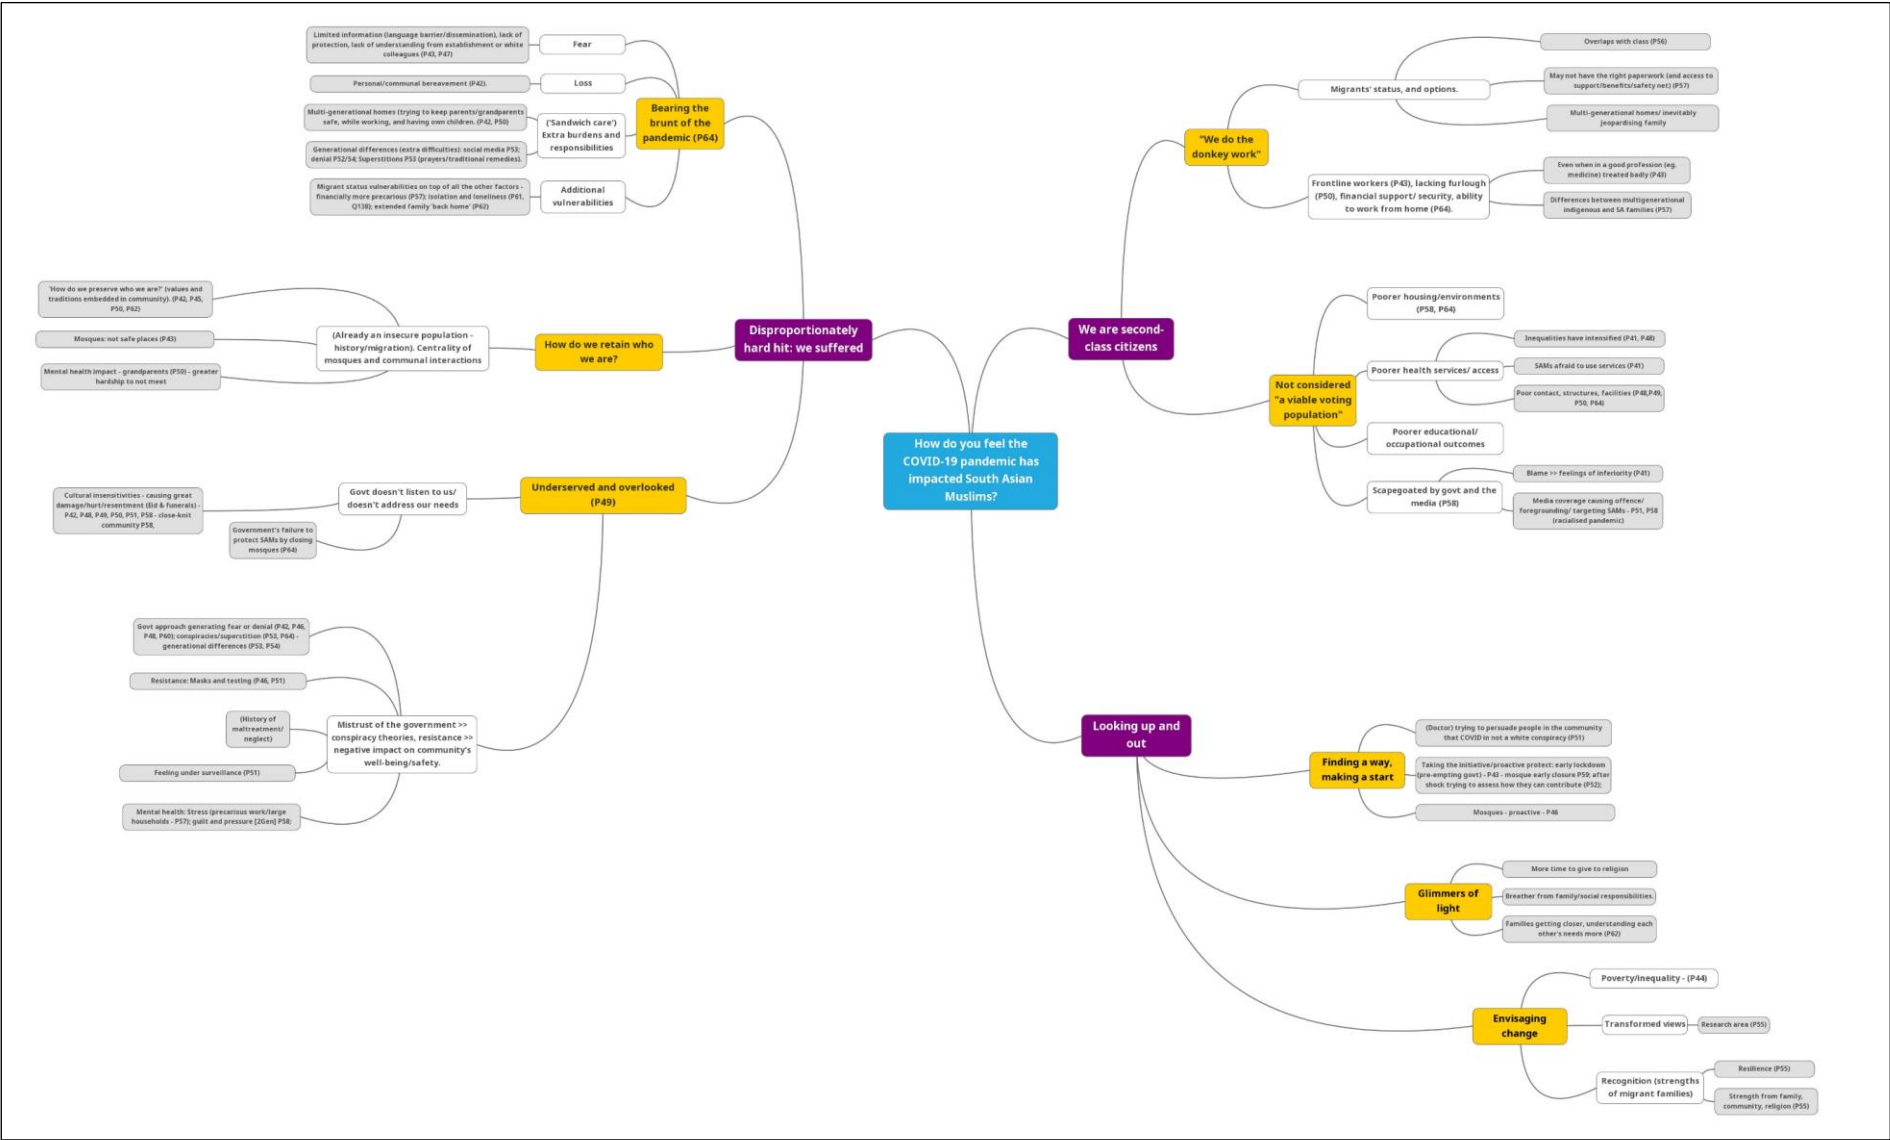 How do you feel the
COVID-19 pandemic has
impacted South Asian
Muslims?
Disproportionately
hard hit: we suffered
Bearing the
brunt of the
pandemic (P64)
Fear
Limited information (language barrier/dissemination), lack of
protection, lack of understanding from establishment or white
colleagues (P43, P47)
Loss
Personal/communal bereavement (P42).
('Sandwich care')
Extra burdens and
responsibilities
Multi-generational homes (trying to keep parents/grandparents
safe, while working, and having own children. (P42, P50)
Generational differences (extra difficulties): social media P53;
denial P52/54; Superstitions P53 (prayers/traditional remedies).
Additional
vulnerabilities
Migrant status vulnerabilities on top of all the other factors -
financially more precarious (P57); isolation and loneliness (P61,
Q138); extended family 'back home' (P62)
How do we retain who
we are?
(Already an insecure population -
history/migration). Centrality of
mosques and communal interactions
'How do we preserve who we are?' (values and
traditions embedded in community). (P42, P45,
P50, P62)
Mosques: not safe places (P43)
Mental health impact - grandparents (P50) - greater
hardship to not meet
Underserved and overlooked
(P49)
Govt doesn't listen to us/
doesn't address our needs
Cultural insensitivities - causing great
damage/hurt/resentment (Eid & funerals) -
P42, P48, P49, P50, P51, P58 - close-knit
community P58,
Government's failure to
protect SAMs by closing
mosques (P64)
Mistrust of the government >>
conspiracy theories, resistance >>
negative impact on community's
well-being/safety.
Govt approach generating fear or denial (P42, P46,
P48, P60); conspiracies/superstition (P53, P64) -
generational differences (P53, P54)
Resistance: Masks and testing (P46, P51)
(History of
maltreatment/
neglect)
Feeling under surveillance (P51)
Mental health: Stress (precarious work/large
households - P57); guilt and pressure [2Gen] P58;
We are second-
class citizens
"We do the
donkey work"
Migrants' status, and options.
Overlaps with class (P56)
May not have the right paperwork (and access to
support/benefits/safety net) (P57)
Multi-generational homes/ inevitably
jeopardising family
Frontline workers (P43), lacking furlough
(P50), financial support/ security, ability
to work from home (P64).
Even when in a good profession (eg,
medicine) treated badly (P43)
Differences between multigenerational
indigenous and SA families (P57)
Not considered
"a viable voting
population"
Poorer housing/environments
(P58, P64)
Poorer health services/ access
Inequalities have intensified (P41, P48)
SAMs afraid to use services (P41)
Poor contact, structures, facilities (P48,P49,
P50, P64)
Poorer educational/
occupational outcomes
Scapegoated by govt and the
media (P58)
Blame >> feelings of inferiority (P41)
Media coverage causing offence/
foregrounding/ targeting SAMs - P51, P58
(racialised pandemic)
Looking up and
out
Finding a way,
making a start
(Doctor) trying to persuade people in the community
that COVID in not a white conspiracy (P51)
Taking the initiative/proactive protect: early lockdown
(pre-empting govt) - P43 - mosque early closure P59; after
shock trying to assess how they can contribute (P52);
Mosques - proactive - P46
Glimmers of
light
More time to give to religion
Breather from family/social responsibilities.
Families getting closer, understanding each
other's needs more (P62)
Envisaging
change
Poverty/inequality - (P44)
Transformed views
Research area (P55)
Recognition (strengths
of migrant families)
Resilience (P55)
Strength from family,
community, religion (P55)